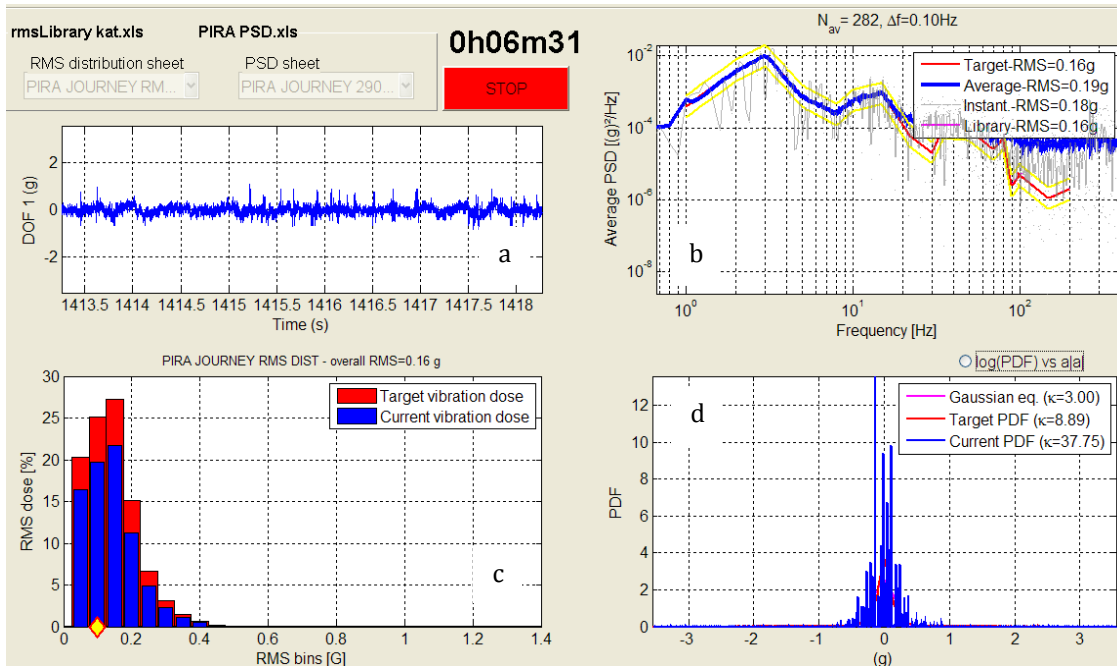 rmsLibrary kat.xls PIRA PSD.xls
RMS distribution sheet PSD sheet
PIRA JOURNEY RM... PIRA JOURNEY 290...
0h06m31
STOP
2
0
-2
DOF 1 (g)
a
1413.5 1414 1414.5 1415 1415.5 1416 1416.5 1417 1417.5 1418
Time (s)
N_av = 282, Δf=0.10Hz
Target-RMS=0.16g
Average-RMS=0.19g
Instant.-RMS=0.18g
Library-RMS=0.16g
10^-2
10^-4
10^-6
10^-8
Average PSD [(g)²/Hz]
b
10^0 10^1 10^2
Frequency [Hz]
PIRA JOURNEY RMS DIST - overall RMS=0.16 g
Target vibration dose
Current vibration dose
30
25
20
15
10
5
0
RMS dose [%]
c
0 0.2 0.4 0.6 0.8 1 1.2 1.4
RMS bins [G]
log(PDF) vs a|a|
d
Gaussian eq. (κ=3.00)
Target PDF (κ=8.89)
Current PDF (κ=37.75)
12
10
8
6
4
2
0
PDF
-3 -2 -1 0 1 2 3
(g)